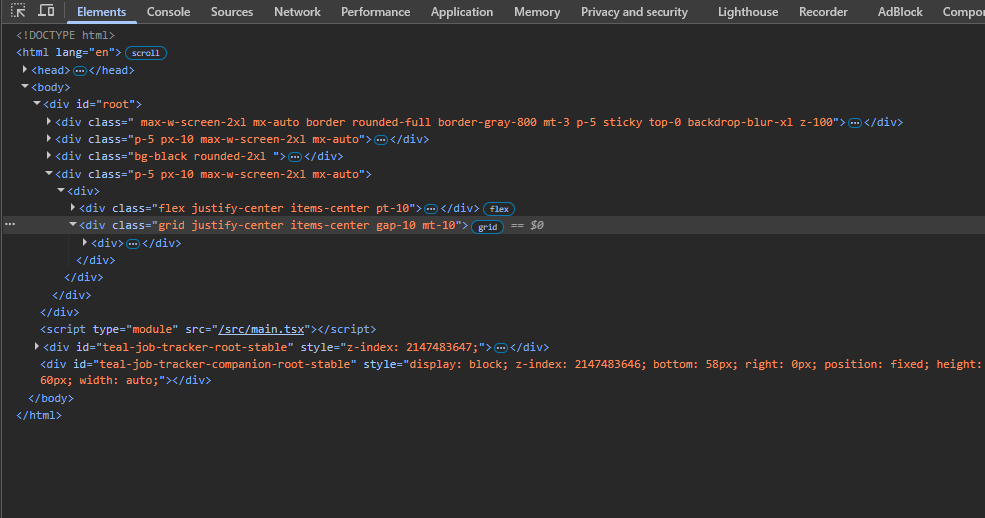 Elements Console Sources Network Performance Application Memory Privacy and security Lighthouse Recorder AdBlock Compo
<!DOCTYPE html>
<html lang="en"> scroll
<head> ••• </head>
<body>
<div id="root">
<div class=" max-w-screen-2xl mx-auto border rounded-full border-gray-800 mt-3 p-5 sticky top-0 backdrop-blur-xl z-100"> ••• </div>
<div class="p-5 px-10 max-w-screen-2xl mx-auto"> ••• </div>
<div class="bg-black rounded-2xl "> ••• </div>
<div class="p-5 px-10 max-w-screen-2xl mx-auto">
<div>
<div class="flex justify-center items-center pt-10"> ••• </div> flex
••• <div class="grid justify-center items-center gap-10 mt-10"> grid == $0
<div> ••• </div>
</div>
</div>
</div>
</div>
<script type="module" src="/src/main.tsx"></script>
<div id="teal-job-tracker-root-stable" style="z-index: 2147483647;"> ••• </div>
<div id="teal-job-tracker-companion-root-stable" style="display: block; z-index: 2147483646; bottom: 58px; right: 0px; position: fixed; height:
60px; width: auto;"></div>
</body>
</html>